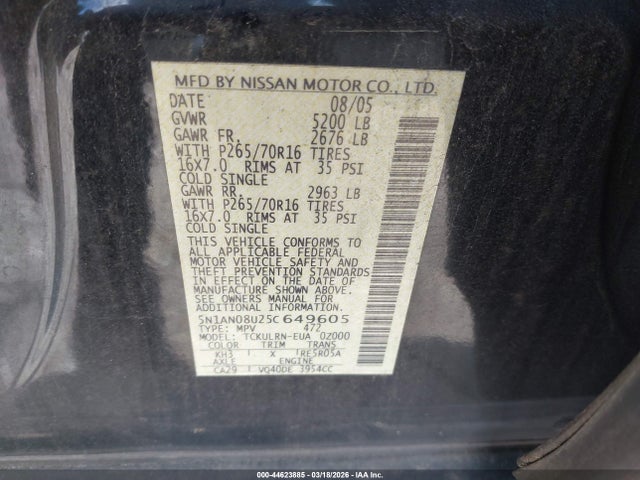 MFD BY NISSAN MOTOR CO., LTD.
DATE 08/05
GVWR 5200 LB
GAWR FR. 2676 LB
WITH P265/70R16 TIRES
16X7.0 RIMS AT 35 PSI
COLD SINGLE
GAWR RR. 2963 LB
WITH P265/70R16 TIRES
16X7.0 RIMS AT 35 PSI
COLD SINGLE
THIS VEHICLE CONFORMS TO
ALL APPLICABLE FEDERAL
MOTOR VEHICLE SAFETY AND
THEFT PREVENTION STANDARDS
IN EFFECT ON THE DATE OF
MANUFACTURE SHOWN ABOVE.
SEE OWNERS MANUAL FOR
ADDITIONAL INFORMATION.
5N1AN08U25C649605
TYPE: MPV 472
MODEL: TCKULRN-EUA 0Z000
COLOR TRIM TRANS
KH3 X RE5R05A
AXLE ENGINE
CA29 VQ40DE 3954CC
000-44623885 | 03/18/2026 | IAA Inc.